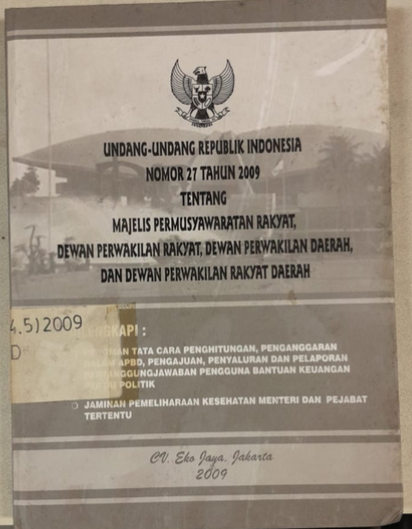 UNDANG-UNDANG REPUBLIK INDONESIA
NOMOR 27 TAHUN 2009
TENTANG
MAJELIS PERMUSYAWARATAN RAKYAT,
DEWAN PERWAKILAN RAKYAT, DEWAN PERWAKILAN DAERAH,
DAN DEWAN PERWAKILAN RAKYAT DAERAH
4.5)2009
D
TATA CARA PENGHITUNGAN, PENGANGGARAN
APBD, PENGAJUAN, PENYALURAN DAN PELAPORAN
PENGGUNA BANTUAN KEUANGAN
POLITIK
JAMINAN PEMELIHARAAN KESEHATAN MENTERI DAN PEJABAT
TERTENTU
CV. Eko Jaya, Jakarta
2009